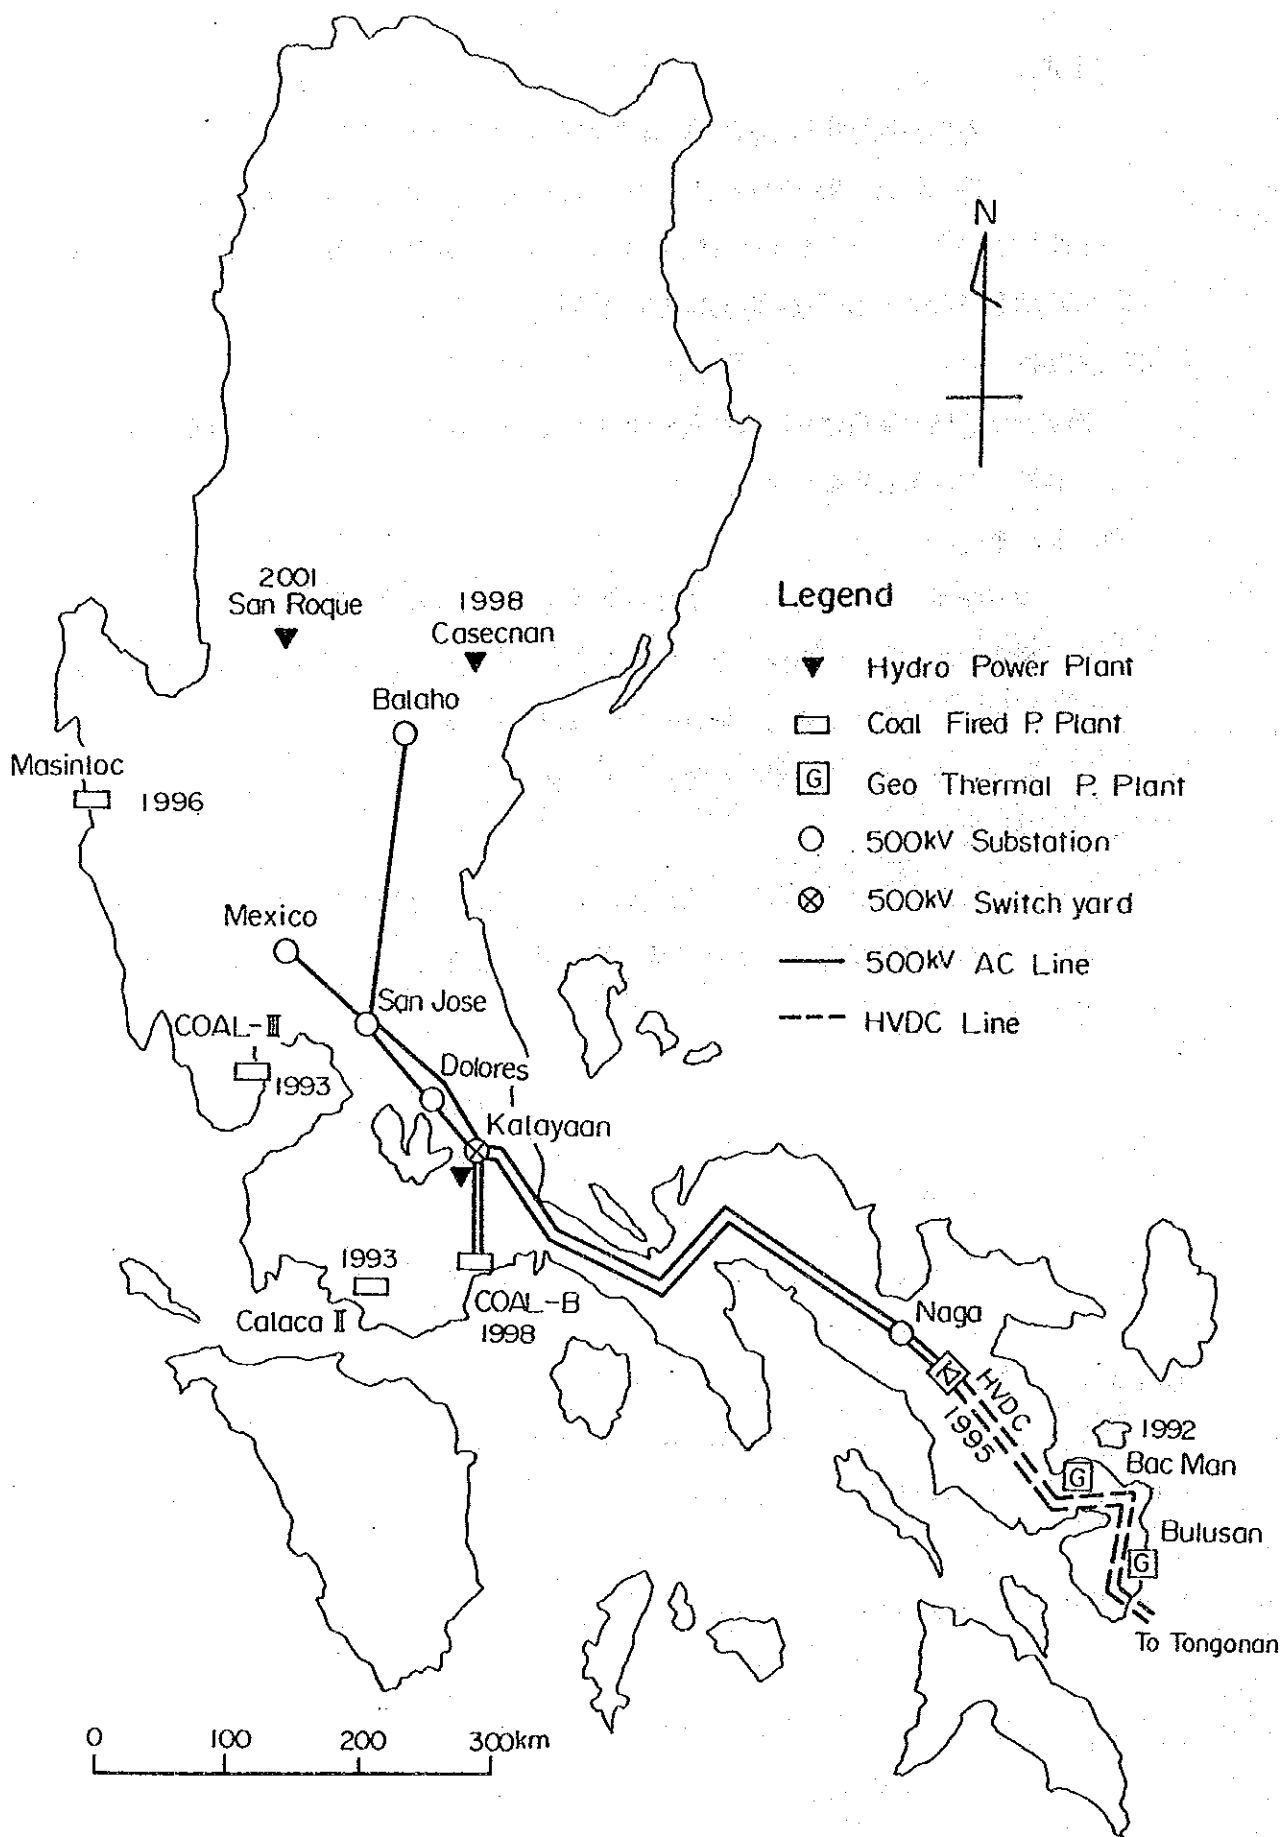 N
2001
San Roque
1998
Casecnan
Balaho
Masinloc
1996
Mexico
San Jose
COAL-Ⅲ
1993
Dolores
Kalayaan
1993
Calaca Ⅱ
COAL-B
1998
Naga
HVDC
1995
1992
G
Bac Man
Bulusan
G
To Tongonan
Legend
Hydro Power Plant
Coal Fired P. Plant
G
Geo Thermal P. Plant
500kV Substation
500kV Switch yard
500kV AC Line
HVDC Line
0
100
200
300km